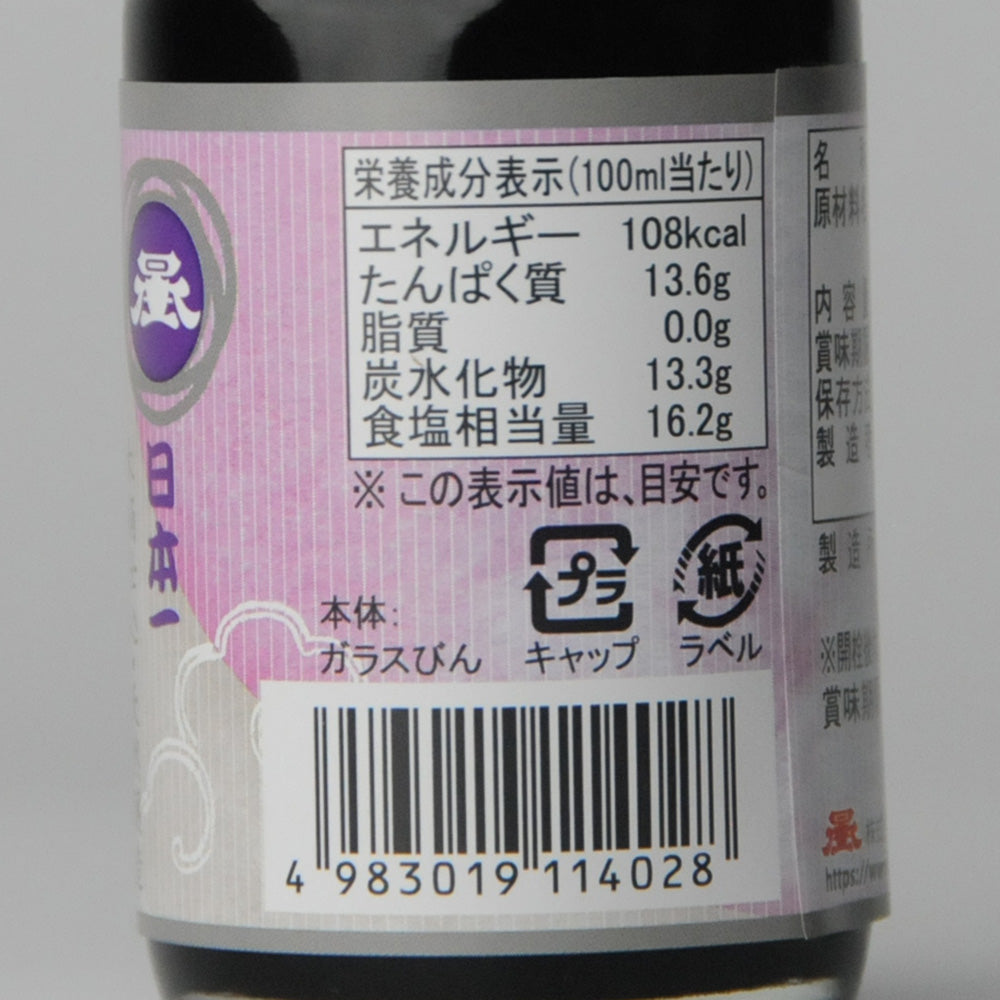 日本一
栄養成分表示(100ml当たり)
エネルギー 108kcal
たんぱく質 13.6g
脂質 0.0g
炭水化物 13.3g
食塩相当量 16.2g
※この表示値は、目安です。
プラ
紙
本体:
ガラスびん
キャップ
ラベル
4 983019 114028
名
原材料
内容
賞味期
保存方
製造
製造
※開栓後
賞味期
https://